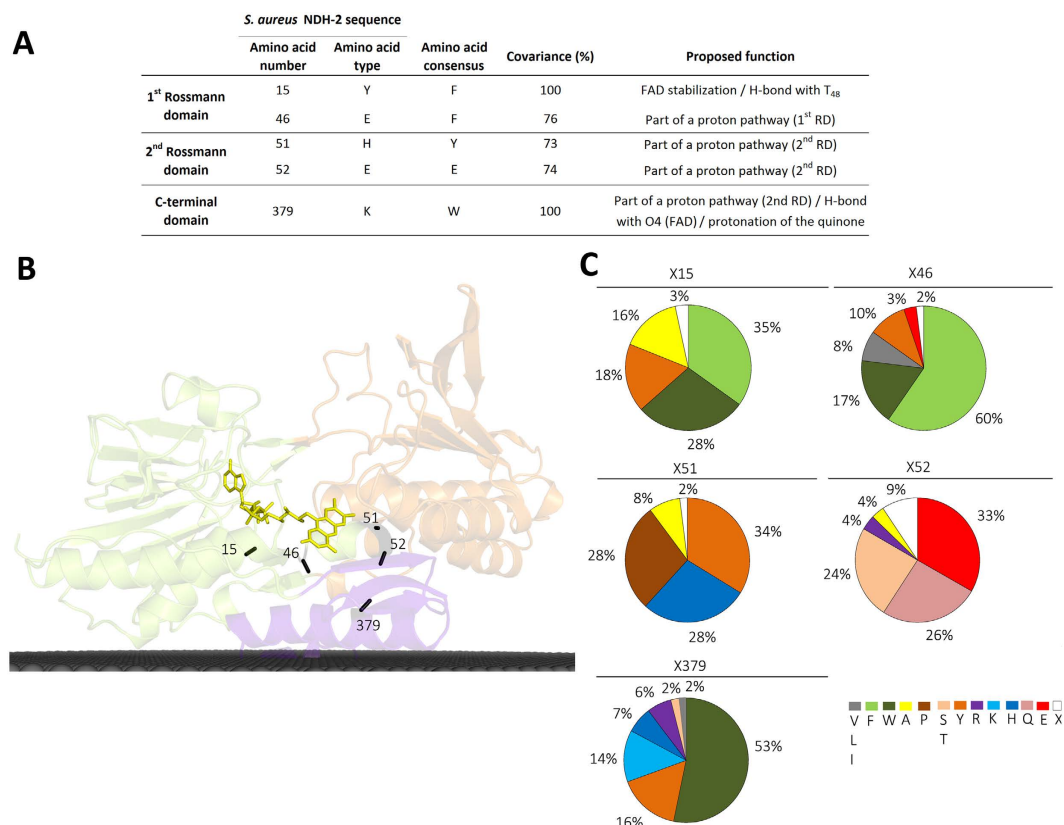 A
S. aureus NDH-2 sequence
Amino acid number Amino acid type Amino acid consensus Covariance (%) Proposed function
1st Rossmann domain 15 Y F 100 FAD stabilization / H-bond with T48
46 E F 76 Part of a proton pathway (1st RD)
2nd Rossmann domain 51 H Y 73 Part of a proton pathway (2nd RD)
52 E E 74 Part of a proton pathway (2nd RD)
C-terminal domain 379 K W 100 Part of a proton pathway (2nd RD) / H-bond with O4 (FAD) / protonation of the quinone
B
15
46
51
52
379
C
X15
3%
16%
35%
18%
28%
X46
2%
3%
10%
8%
17%
60%
X51
2%
8%
34%
28%
28%
X52
9%
4%
4%
33%
24%
26%
X379
2%
2%
6%
7%
14%
53%
16%
V F W A P S Y R K H Q E X
L T
I